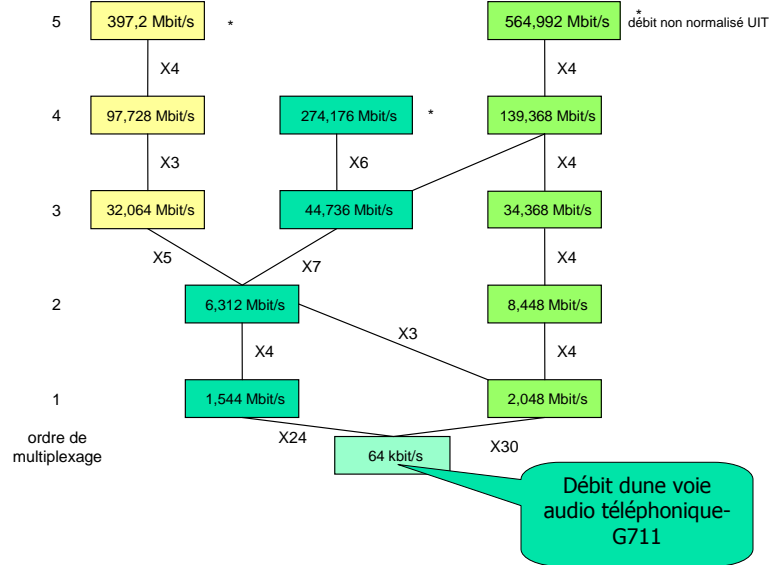 5
397,2 Mbit/s
*
564,992 Mbit/s
*
débit non normalisé UIT
X4
X4
4
97,728 Mbit/s
274,176 Mbit/s
*
139,368 Mbit/s
X3
X6
X4
3
32,064 Mbit/s
44,736 Mbit/s
34,368 Mbit/s
X5
X7
X4
2
6,312 Mbit/s
8,448 Mbit/s
X4
X3
X4
1
1,544 Mbit/s
2,048 Mbit/s
ordre de
multiplexage
X24
X30
64 kbit/s
Débit dune voie
audio téléphonique-
G711